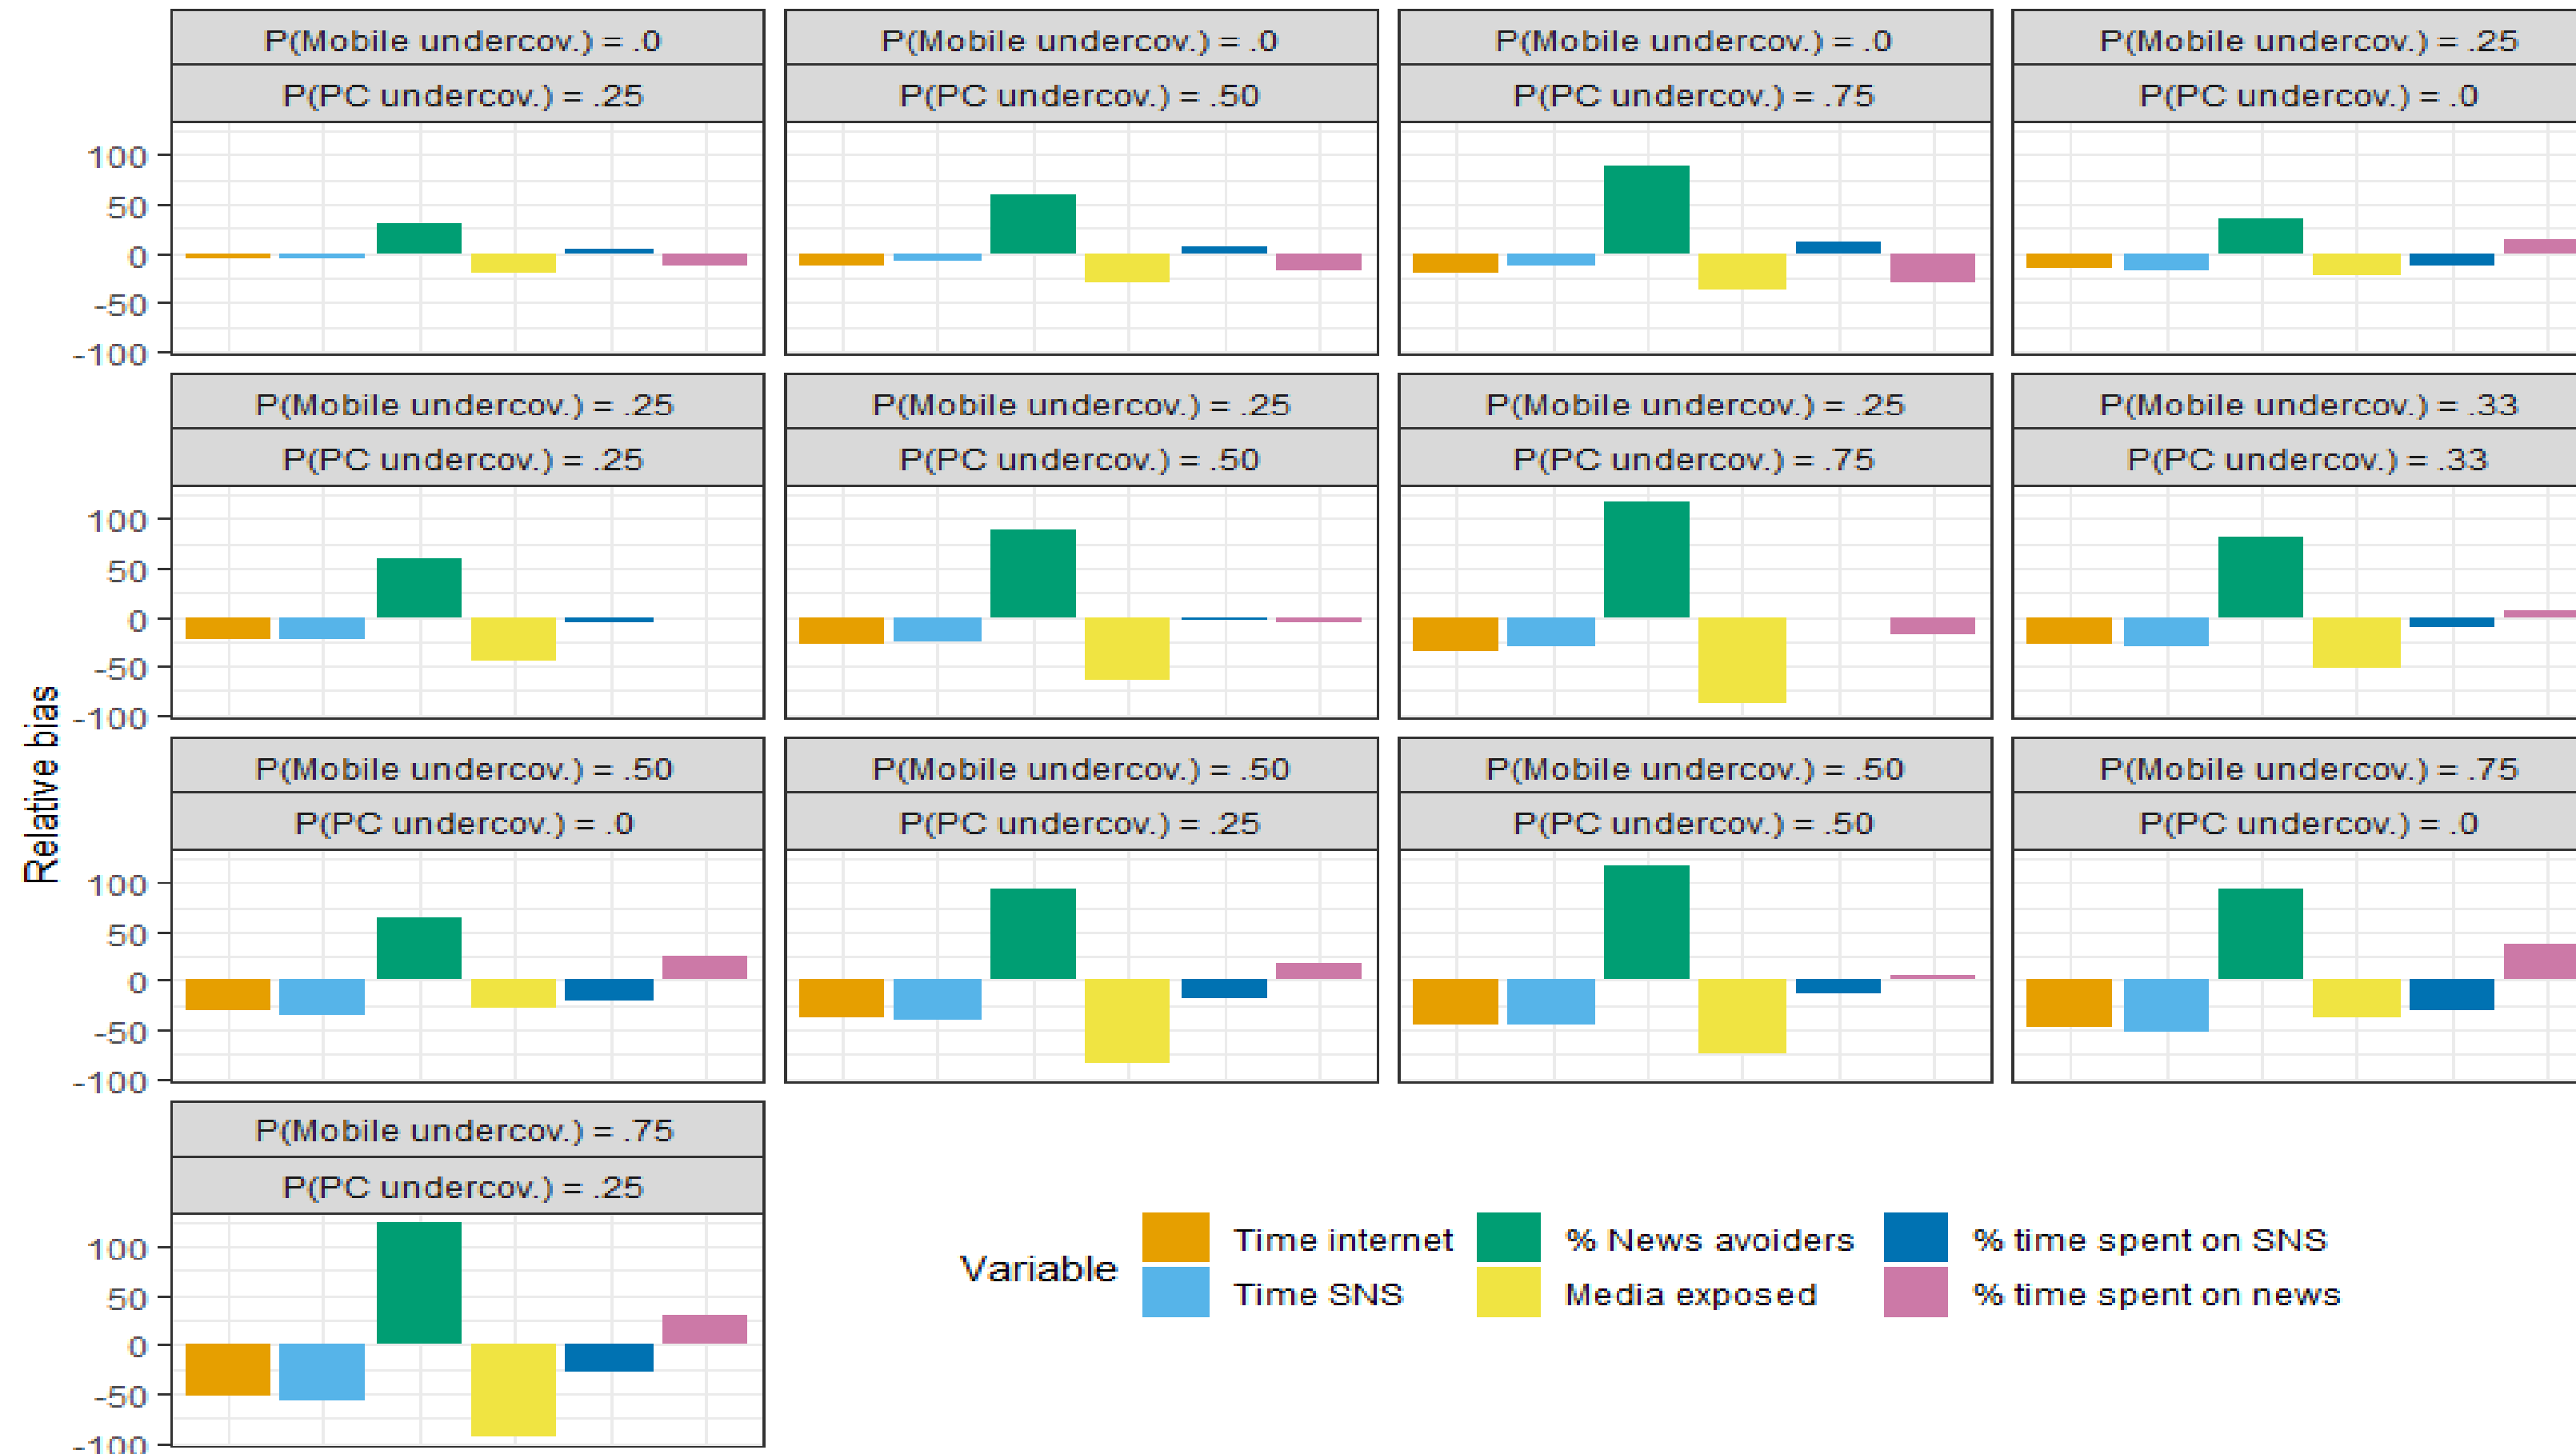 P(Mobile undercov.) = .0
P(PC undercov.) = .25
P(Mobile undercov.) = .0
P(PC undercov.) = .50
P(Mobile undercov.) = .0
P(PC undercov.) = .75
P(Mobile undercov.) = .25
P(PC undercov.) = .0
100
50
0
-50
-100
P(Mobile undercov.) = .25
P(PC undercov.) = .25
P(Mobile undercov.) = .25
P(PC undercov.) = .50
P(Mobile undercov.) = .25
P(PC undercov.) = .75
P(Mobile undercov.) = .33
P(PC undercov.) = .33
100
50
0
-50
-100
Relative bias
P(Mobile undercov.) = .50
P(PC undercov.) = .0
P(Mobile undercov.) = .50
P(PC undercov.) = .25
P(Mobile undercov.) = .50
P(PC undercov.) = .50
P(Mobile undercov.) = .75
P(PC undercov.) = .0
100
50
0
-50
-100
P(Mobile undercov.) = .75
P(PC undercov.) = .25
100
50
0
-50
-100
Variable
Time internet
Time SNS
% News avoiders
Media exposed
% time spent on SNS
% time spent on news